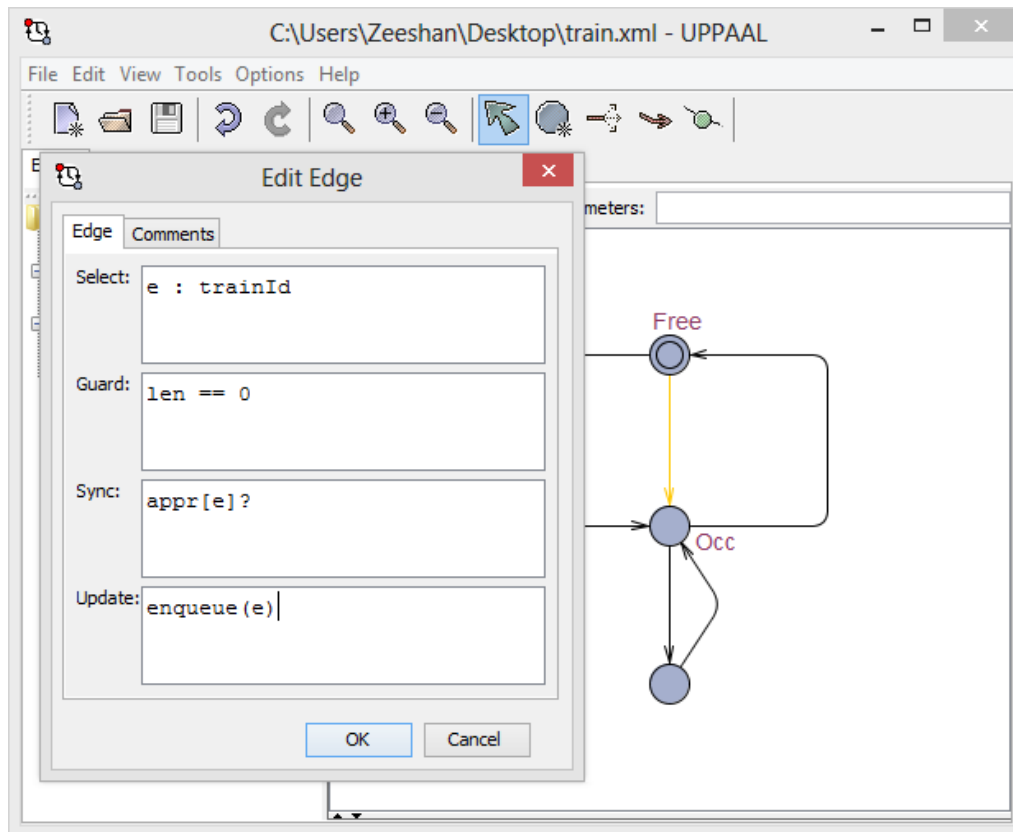 C:\Users\Zeeshan\Desktop\train.xml - UPPAAL
File Edit View Tools Options Help
Edit Edge
meters:
Edge Comments
Select: e : trainId
Guard: len == 0
Sync: appr[e]?
Update: enqueue(e)
OK Cancel
Free
Occ